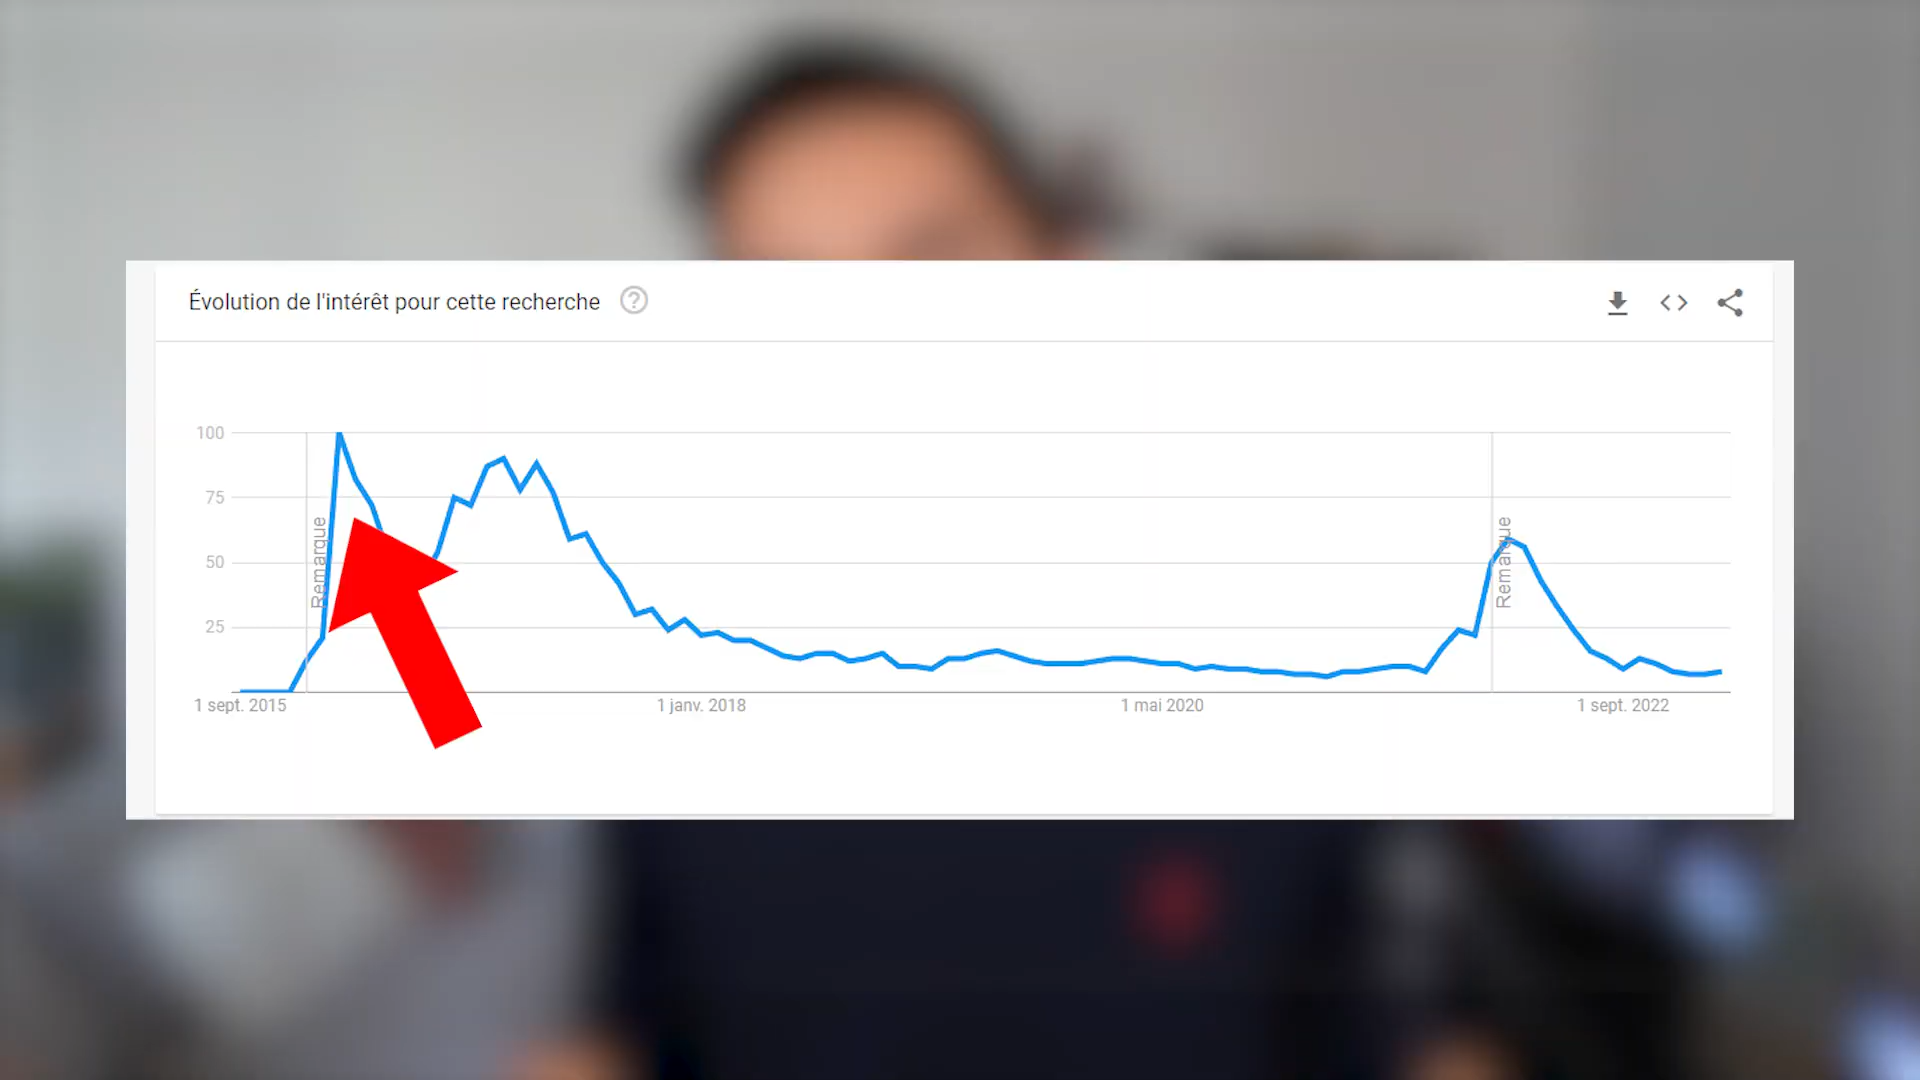 Évolution de l'intérêt pour cette recherche ?
100
75
50
25
Remarque
Remarque
1 sept. 2015
1 janv. 2018
1 mai 2020
1 sept. 2022